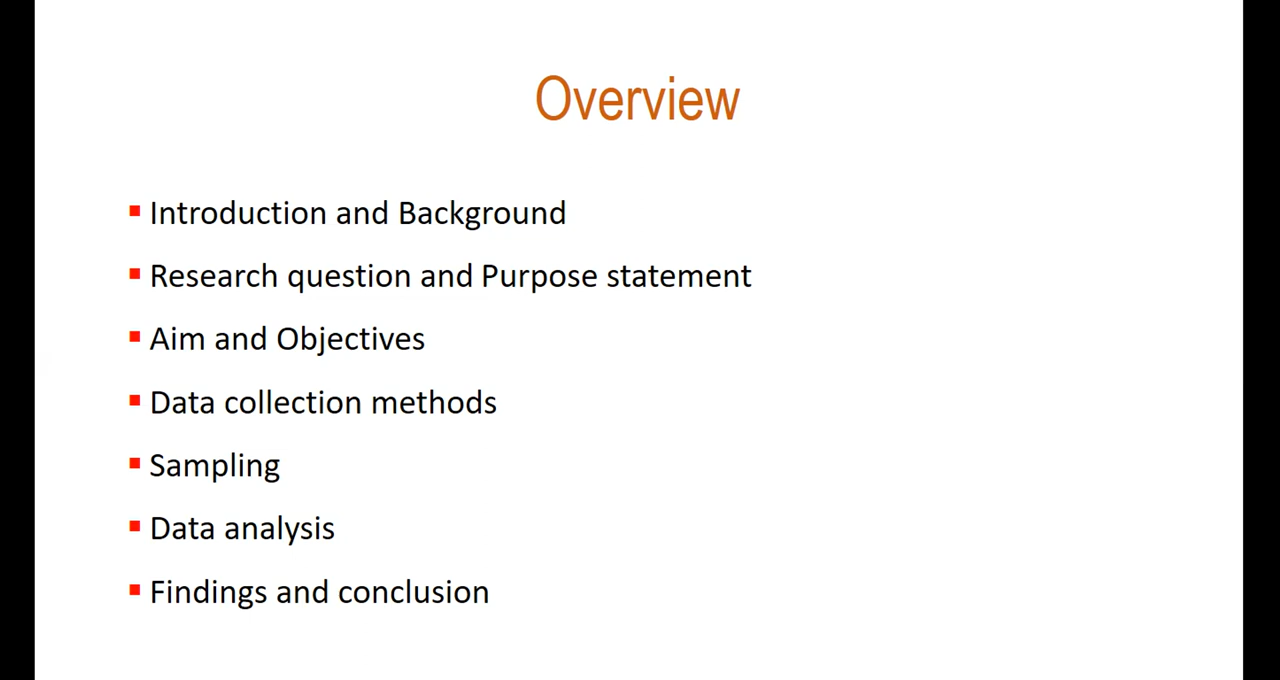 Overview
▪ Introduction and Background
▪ Research question and Purpose statement
▪ Aim and Objectives
▪ Data collection methods
▪ Sampling
▪ Data analysis
▪ Findings and conclusion